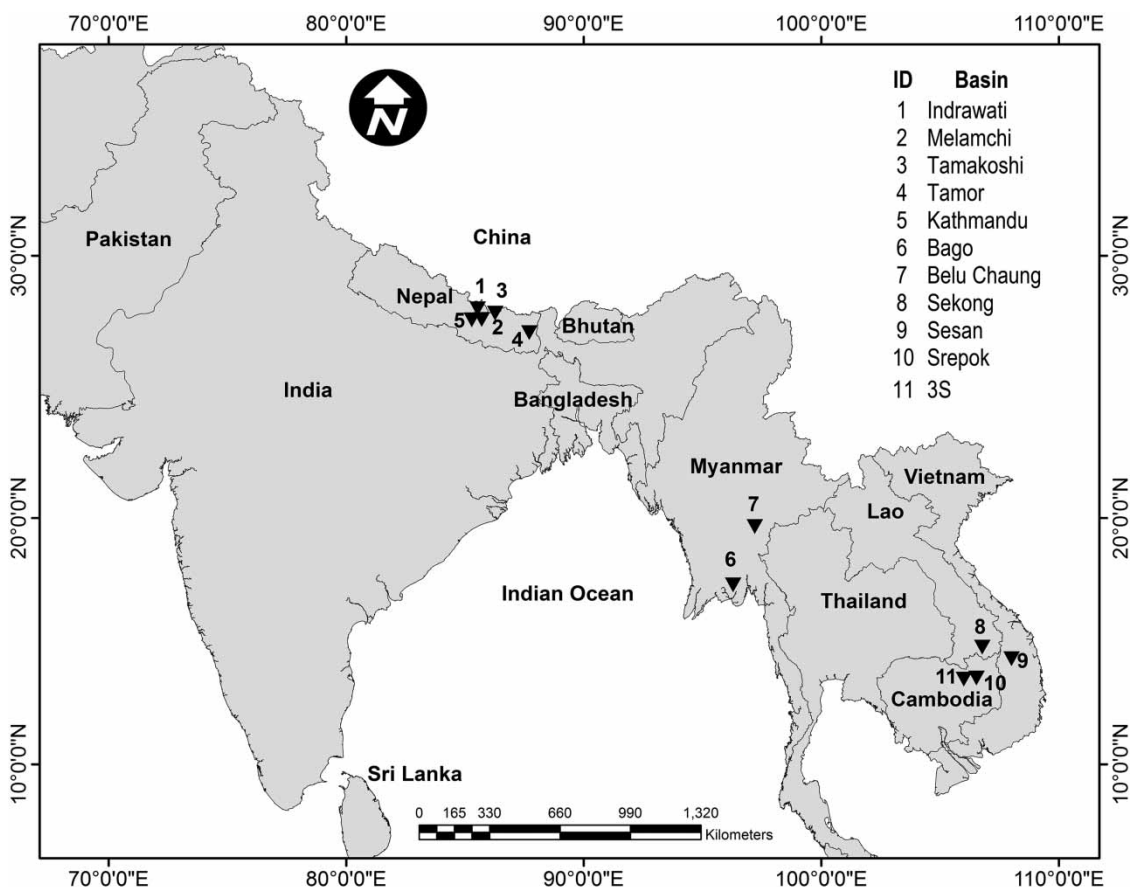 70°0'0"E 80°0'0"E 90°0'0"E 100°0'0"E 110°0'0"E
N
ID Basin
1 Indrawati
2 Melamchi
3 Tamakoshi
4 Tamor
5 Kathmandu
6 Bago
7 Belu Chaung
8 Sekong
9 Sesan
10 Srepok
11 3S
30°0'0"N
30°0'0"N
Pakistan
China
1 3
Nepal
5 2
4
Bhutan
India
Bangladesh
Myanmar
Vietnam
Lao
7
20°0'0"N
20°0'0"N
6
Indian Ocean
Thailand
8
9
11 10
Cambodia
10°0'0"N
10°0'0"N
Sri Lanka
0 165 330 660 990 1,320
Kilometers
70°0'0"E 80°0'0"E 90°0'0"E 100°0'0"E 110°0'0"E